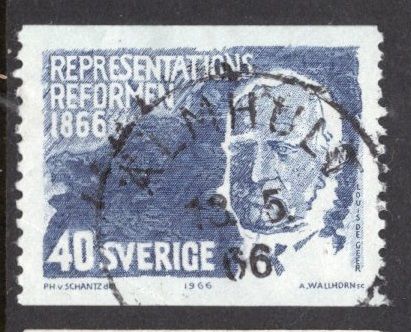 REPRESENTATIONS
REFORMEN
1866
ÄLMHULT
13. 5.
66
LOUIS DE GEER
40 SVERIGE
PH v SCHANTZ del
1966
A. WALLHORN sc